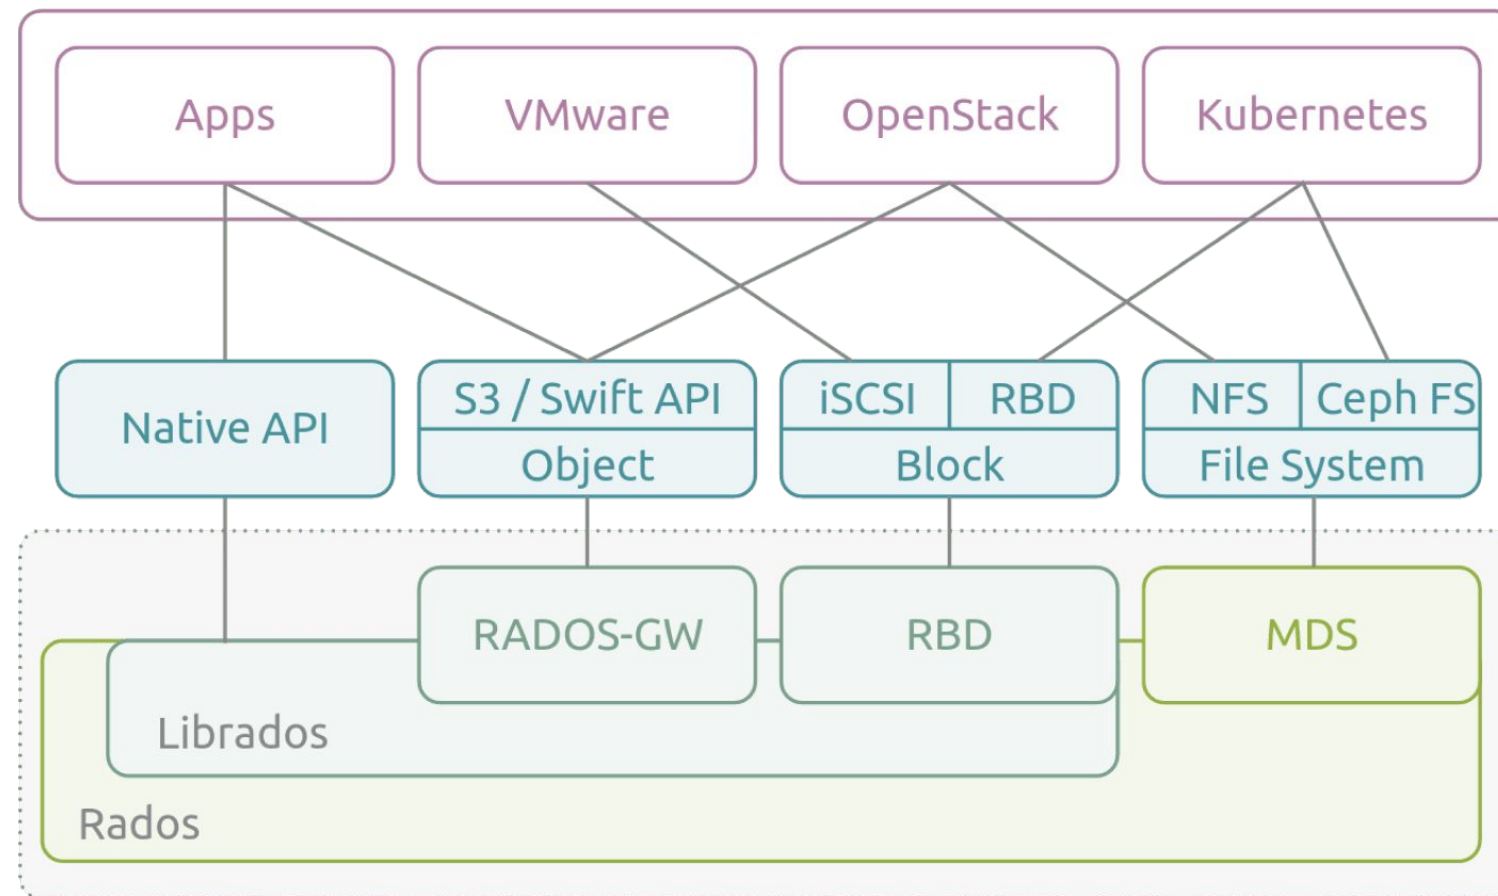 Apps
VMware
OpenStack
Kubernetes
Native API
S3 / Swift API
Object
iSCSI
RBD
Block
NFS
Ceph FS
File System
RADOS-GW
RBD
MDS
Librados
Rados